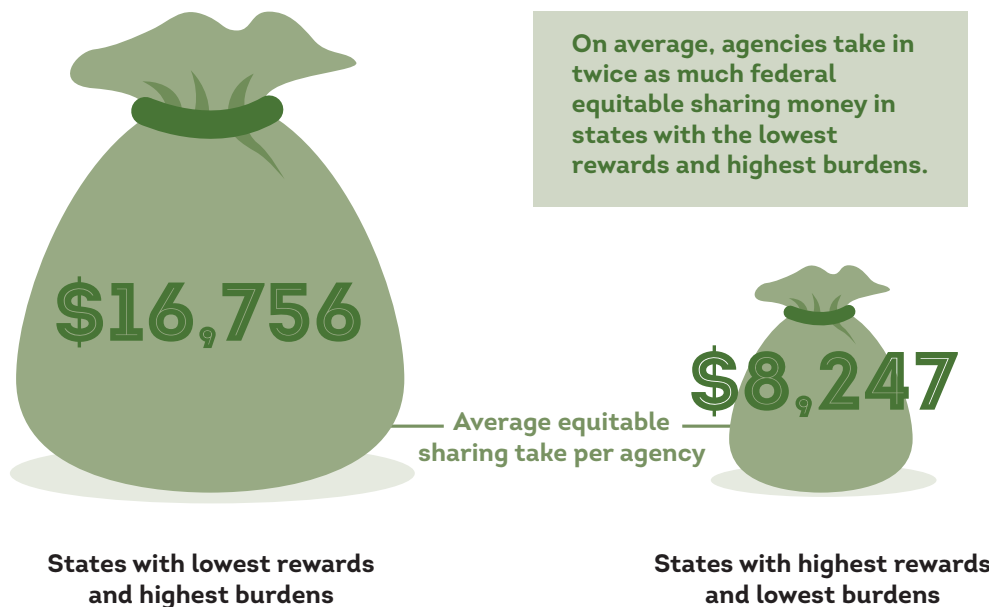 On average, agencies take in
twice as much federal
equitable sharing money in
states with the lowest
rewards and highest burdens.
$16,756
$8,247
Average equitable
sharing take per agency
States with lowest rewards
and highest burdens
States with highest rewards
and lowest burdens